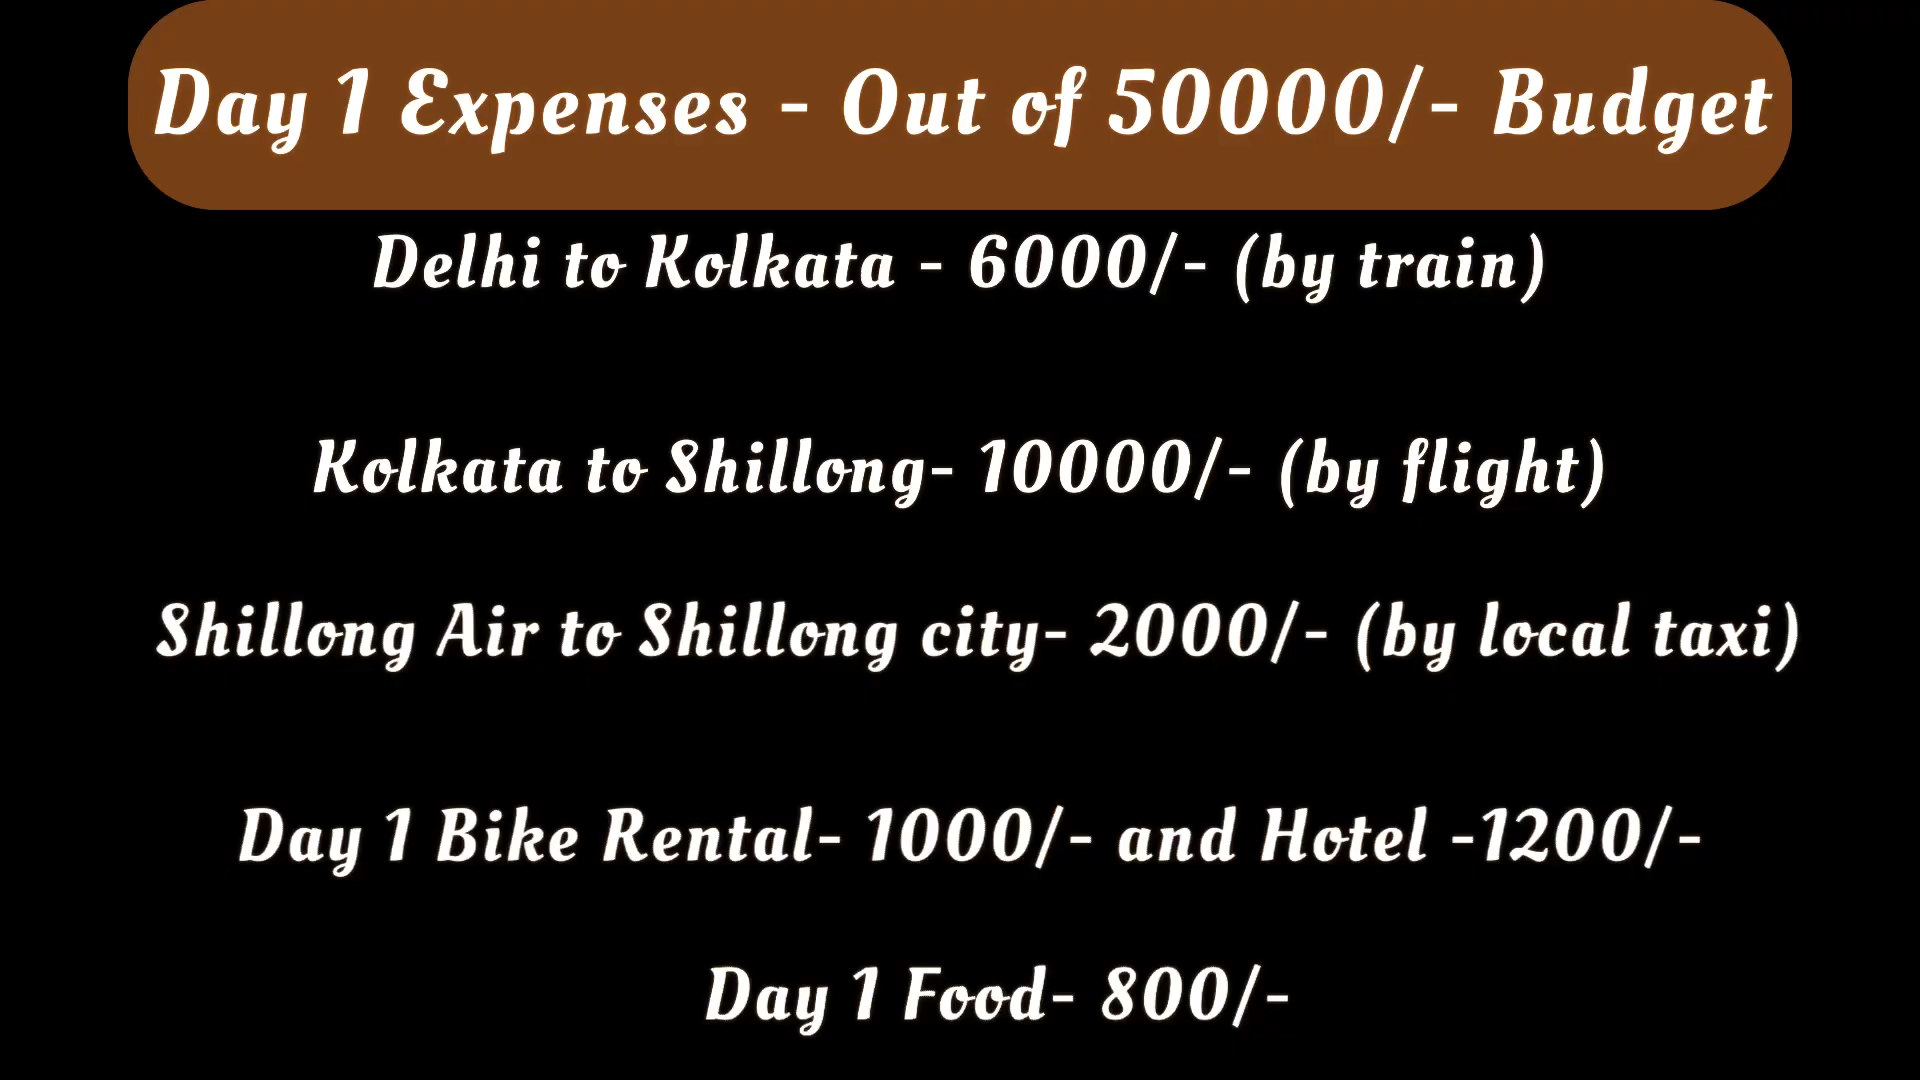 Day 1 Expenses - Out of 50000/- Budget
Delhi to Kolkata - 6000/- (by train)
Kolkata to Shillong- 10000/- (by flight)
Shillong Air to Shillong city- 2000/- (by local taxi)
Day 1 Bike Rental- 1000/- and Hotel -1200/-
Day 1 Food- 800/-